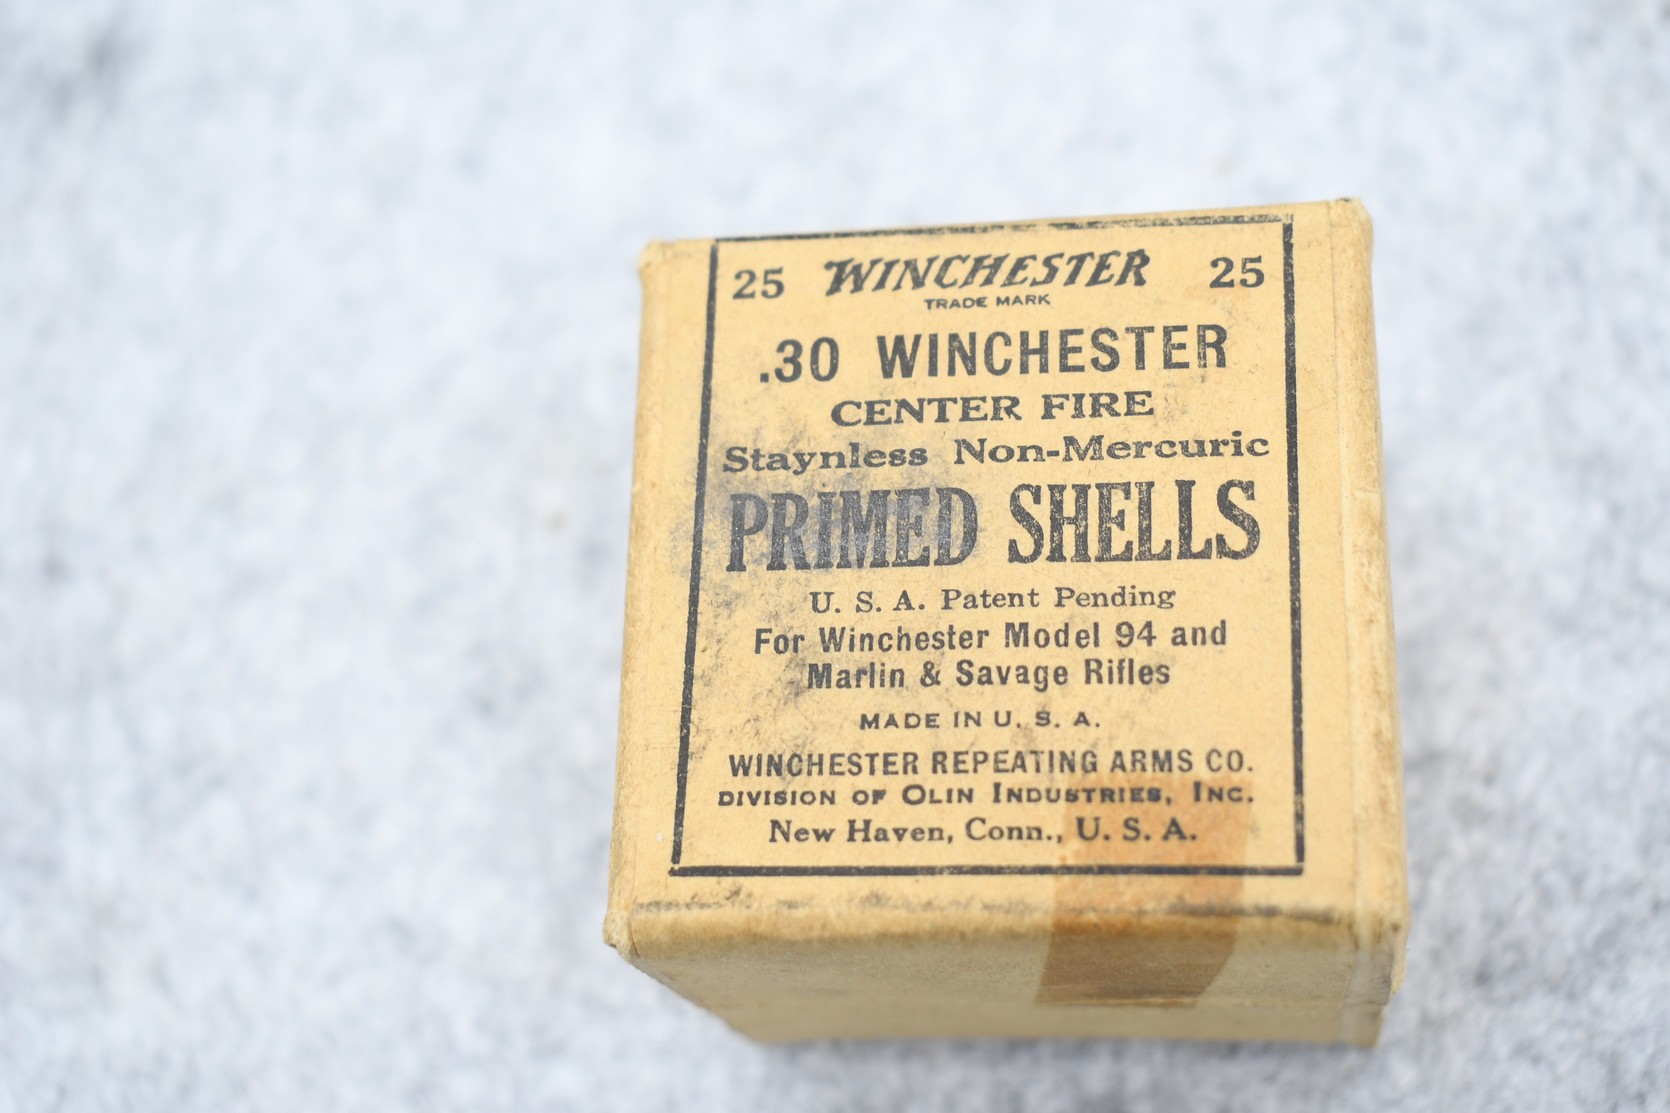 25 WINCHESTER 25
TRADE MARK
.30 WINCHESTER
CENTER FIRE
Staynless Non-Mercuric
PRIMED SHELLS
U. S. A. Patent Pending
For Winchester Model 94 and
Marlin & Savage Rifles
MADE IN U. S. A.
WINCHESTER REPEATING ARMS CO.
DIVISION OF OLIN INDUSTRIES, INC.
New Haven, Conn., U. S. A.